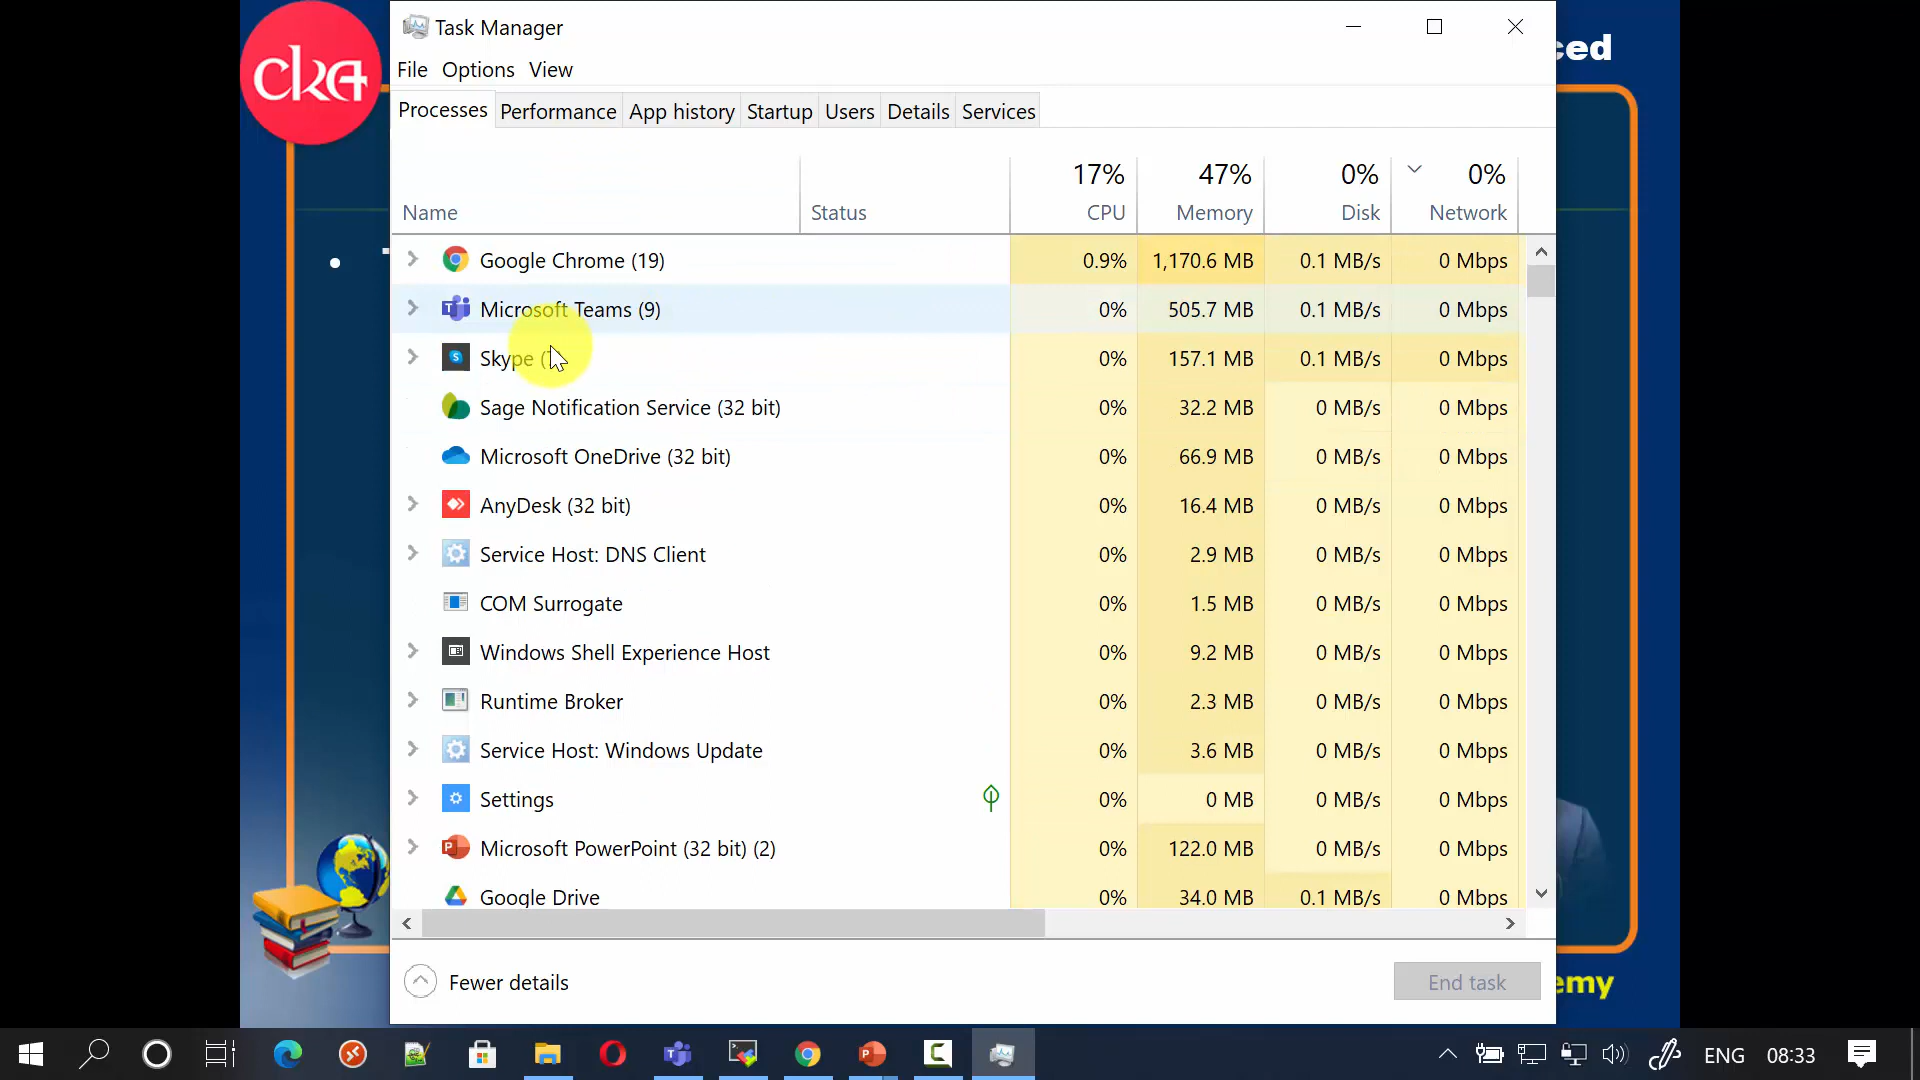 cka
ced
Task Manager
File Options View
Processes Performance App history Startup Users Details Services
17% 47% 0% 0%
Name Status CPU Memory Disk Network
Google Chrome (19) 0.9% 1,170.6 MB 0.1 MB/s 0 Mbps
Microsoft Teams (9) 0% 505.7 MB 0.1 MB/s 0 Mbps
Skype 0% 157.1 MB 0.1 MB/s 0 Mbps
Sage Notification Service (32 bit) 0% 32.2 MB 0 MB/s 0 Mbps
Microsoft OneDrive (32 bit) 0% 66.9 MB 0 MB/s 0 Mbps
AnyDesk (32 bit) 0% 16.4 MB 0 MB/s 0 Mbps
Service Host: DNS Client 0% 2.9 MB 0 MB/s 0 Mbps
COM Surrogate 0% 1.5 MB 0 MB/s 0 Mbps
Windows Shell Experience Host 0% 9.2 MB 0 MB/s 0 Mbps
Runtime Broker 0% 2.3 MB 0 MB/s 0 Mbps
Service Host: Windows Update 0% 3.6 MB 0 MB/s 0 Mbps
Settings 0% 0 MB 0 MB/s 0 Mbps
Microsoft PowerPoint (32 bit) (2) 0% 122.0 MB 0 MB/s 0 Mbps
Google Drive 0% 34.0 MB 0.1 MB/s 0 Mbps
Fewer details End task
emy
ENG 08:33